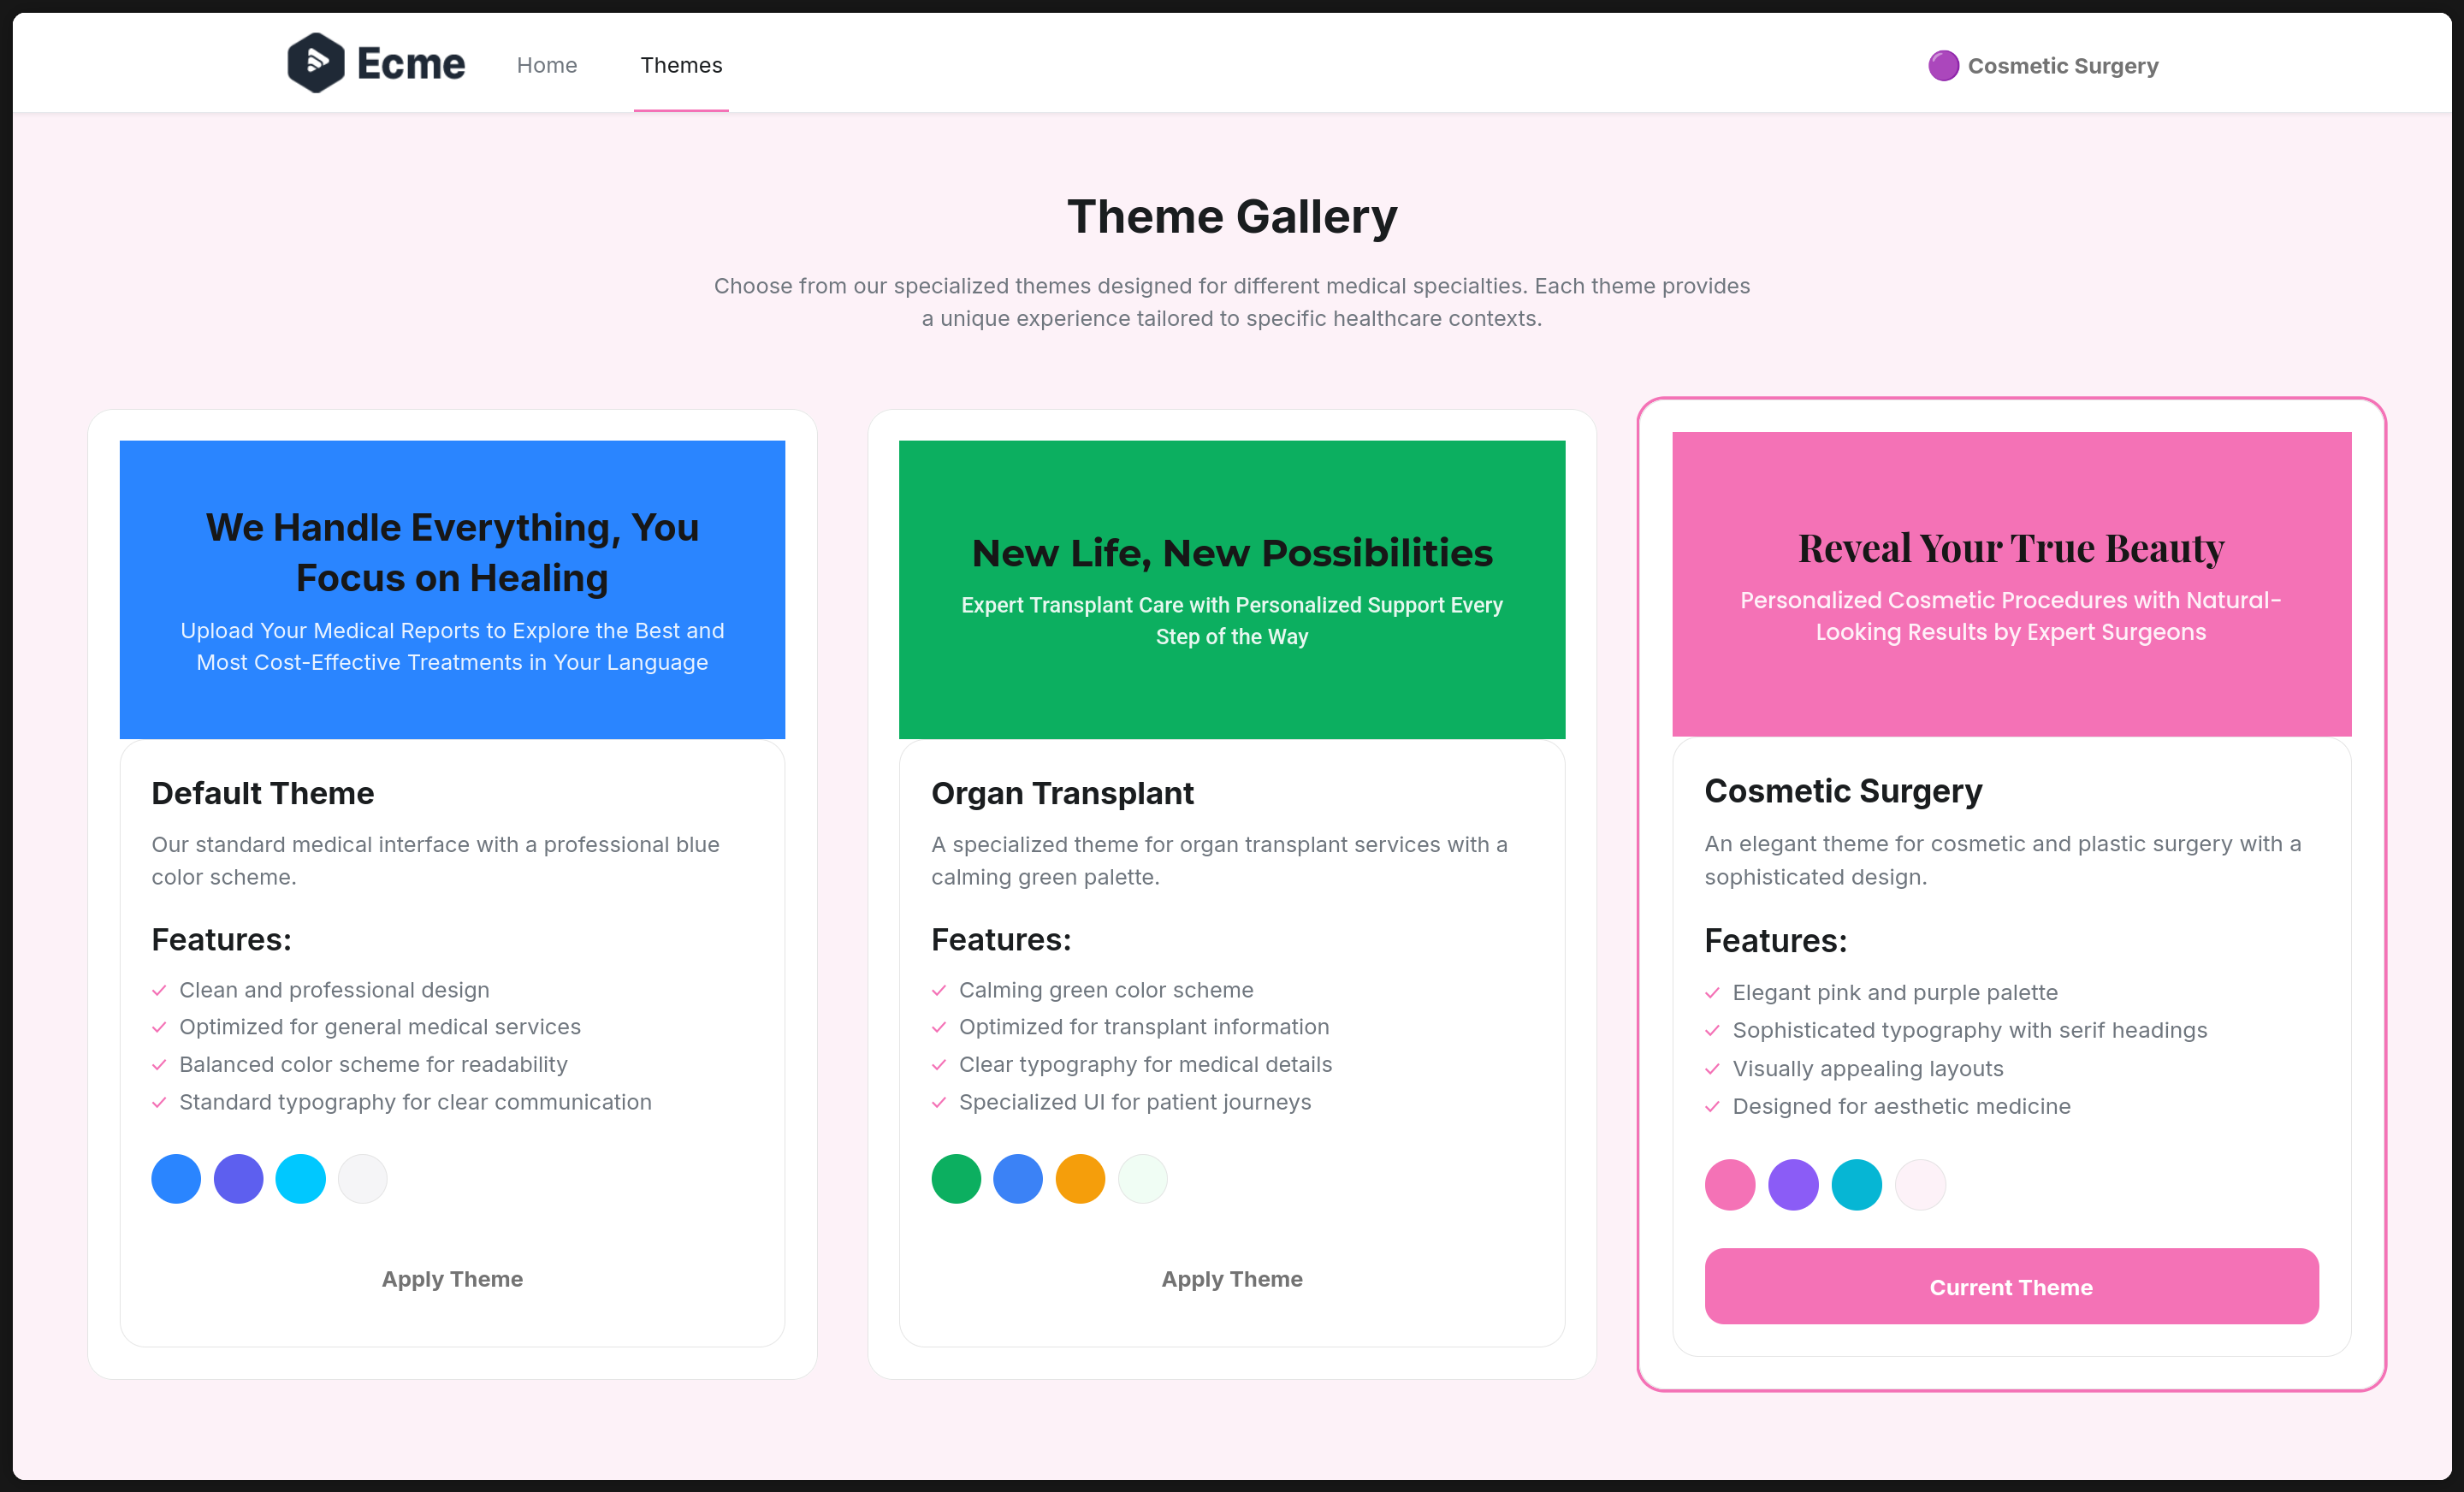 Ecme
Home
Themes
Cosmetic Surgery
Theme Gallery
Choose from our specialized themes designed for different medical specialties. Each theme provides
a unique experience tailored to specific healthcare contexts.
We Handle Everything, You
Focus on Healing
Upload Your Medical Reports to Explore the Best and
Most Cost-Effective Treatments in Your Language
Default Theme
Our standard medical interface with a professional blue
color scheme.
Features:
Clean and professional design
Optimized for general medical services
Balanced color scheme for readability
Standard typography for clear communication
Apply Theme
New Life, New Possibilities
Expert Transplant Care with Personalized Support Every
Step of the Way
Organ Transplant
A specialized theme for organ transplant services with a
calming green palette.
Features:
Calming green color scheme
Optimized for transplant information
Clear typography for medical details
Specialized UI for patient journeys
Apply Theme
Reveal Your True Beauty
Personalized Cosmetic Procedures with Natural-
Looking Results by Expert Surgeons
Cosmetic Surgery
An elegant theme for cosmetic and plastic surgery with a
sophisticated design.
Features:
Elegant pink and purple palette
Sophisticated typography with serif headings
Visually appealing layouts
Designed for aesthetic medicine
Current Theme